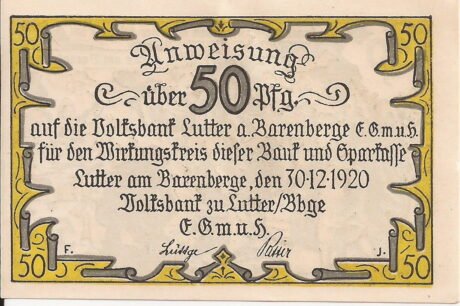 50 50
Anweisung
über 50 Pfg.
auf die Volksbank Lutter a. Barenberge E.G.m.u.H.
für den Wirkungskreis dieser Bank und Sparkasse
Lutter am Barenberge, den 30.12.1920
Volksbank zu Lutter/Bbge
E.G.m.u.H.
F. Lüttge J.
50 50